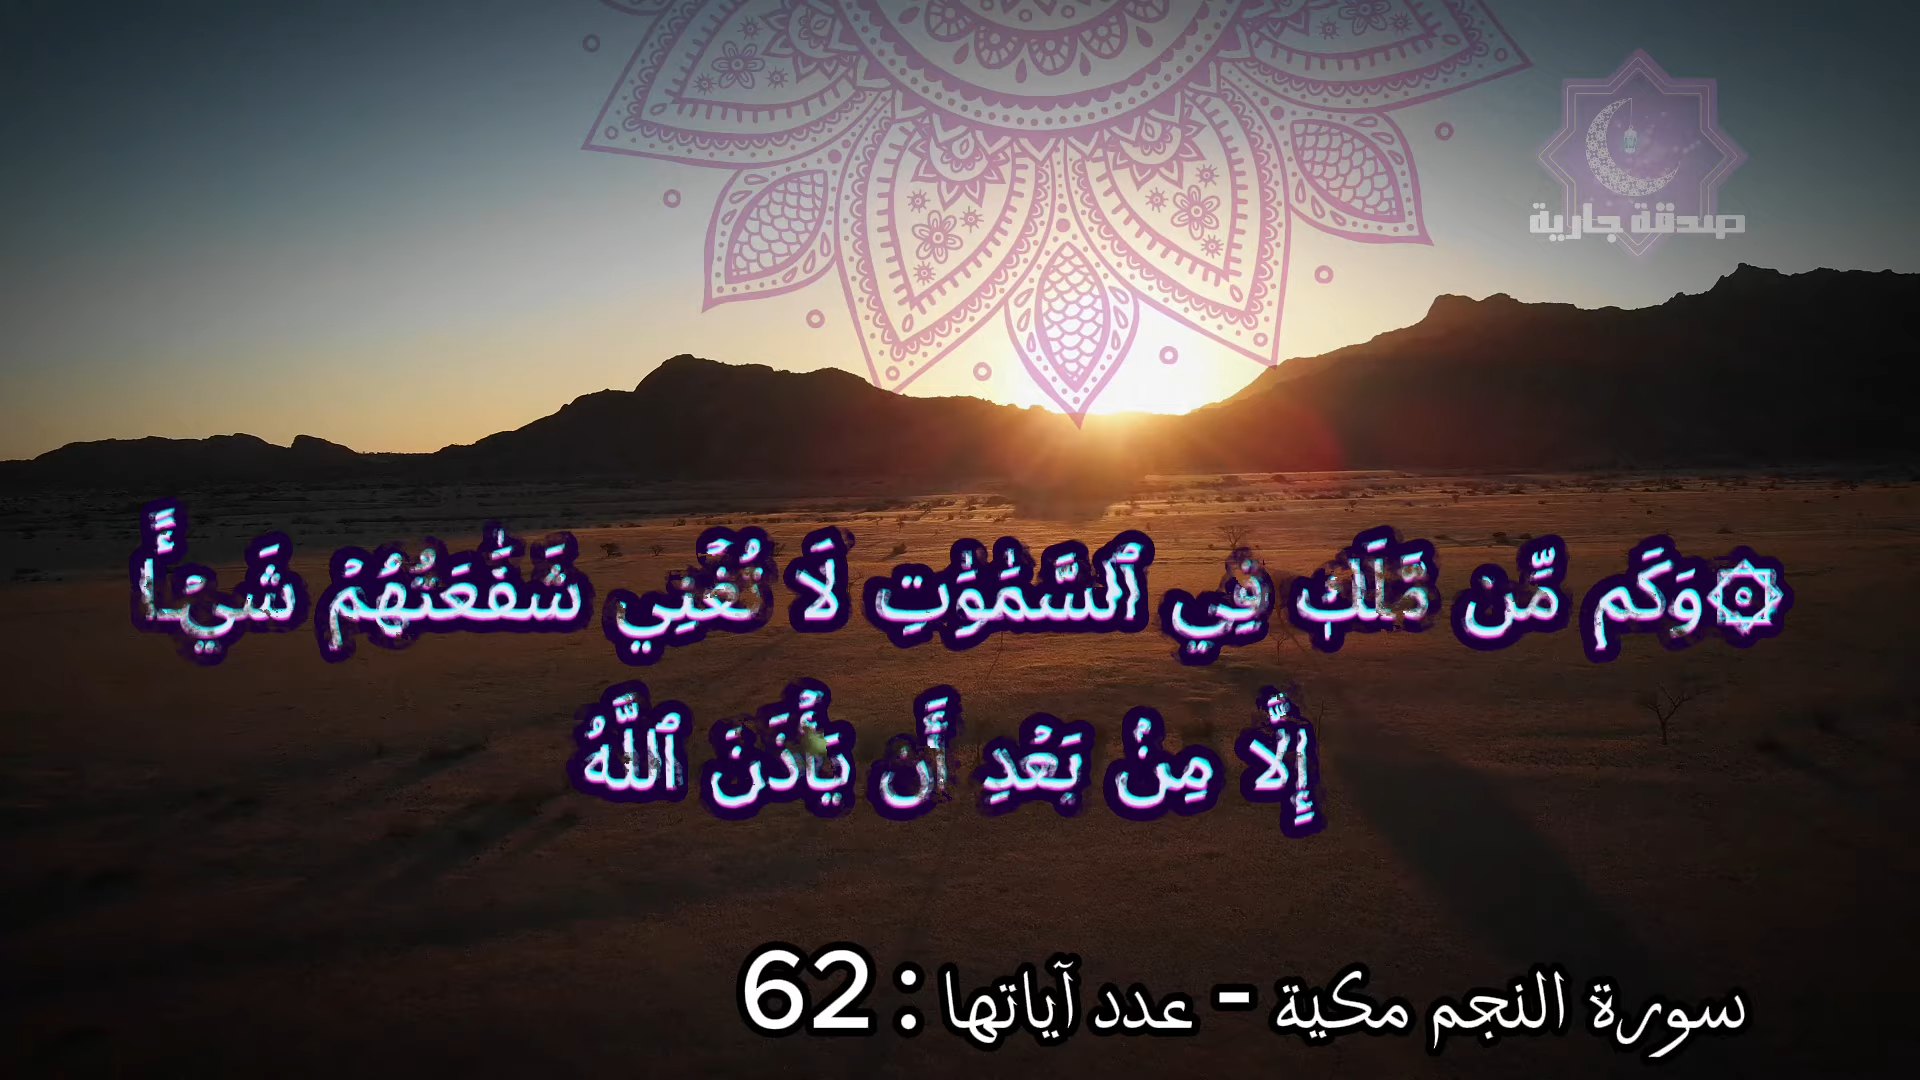 صدقة جارية
۞وَكَم مِّن مَّلَكٖ فِي ٱلسَّمَٰوَٰتِ لَا تُغۡنِي شَفَٰعَتُهُمۡ شَيۡـًٔا
إِلَّا مِنۢ بَعۡدِ أَن يَأۡذَنَ ٱللَّهُ
سورة النجم مكية - عدد آياتها : 62